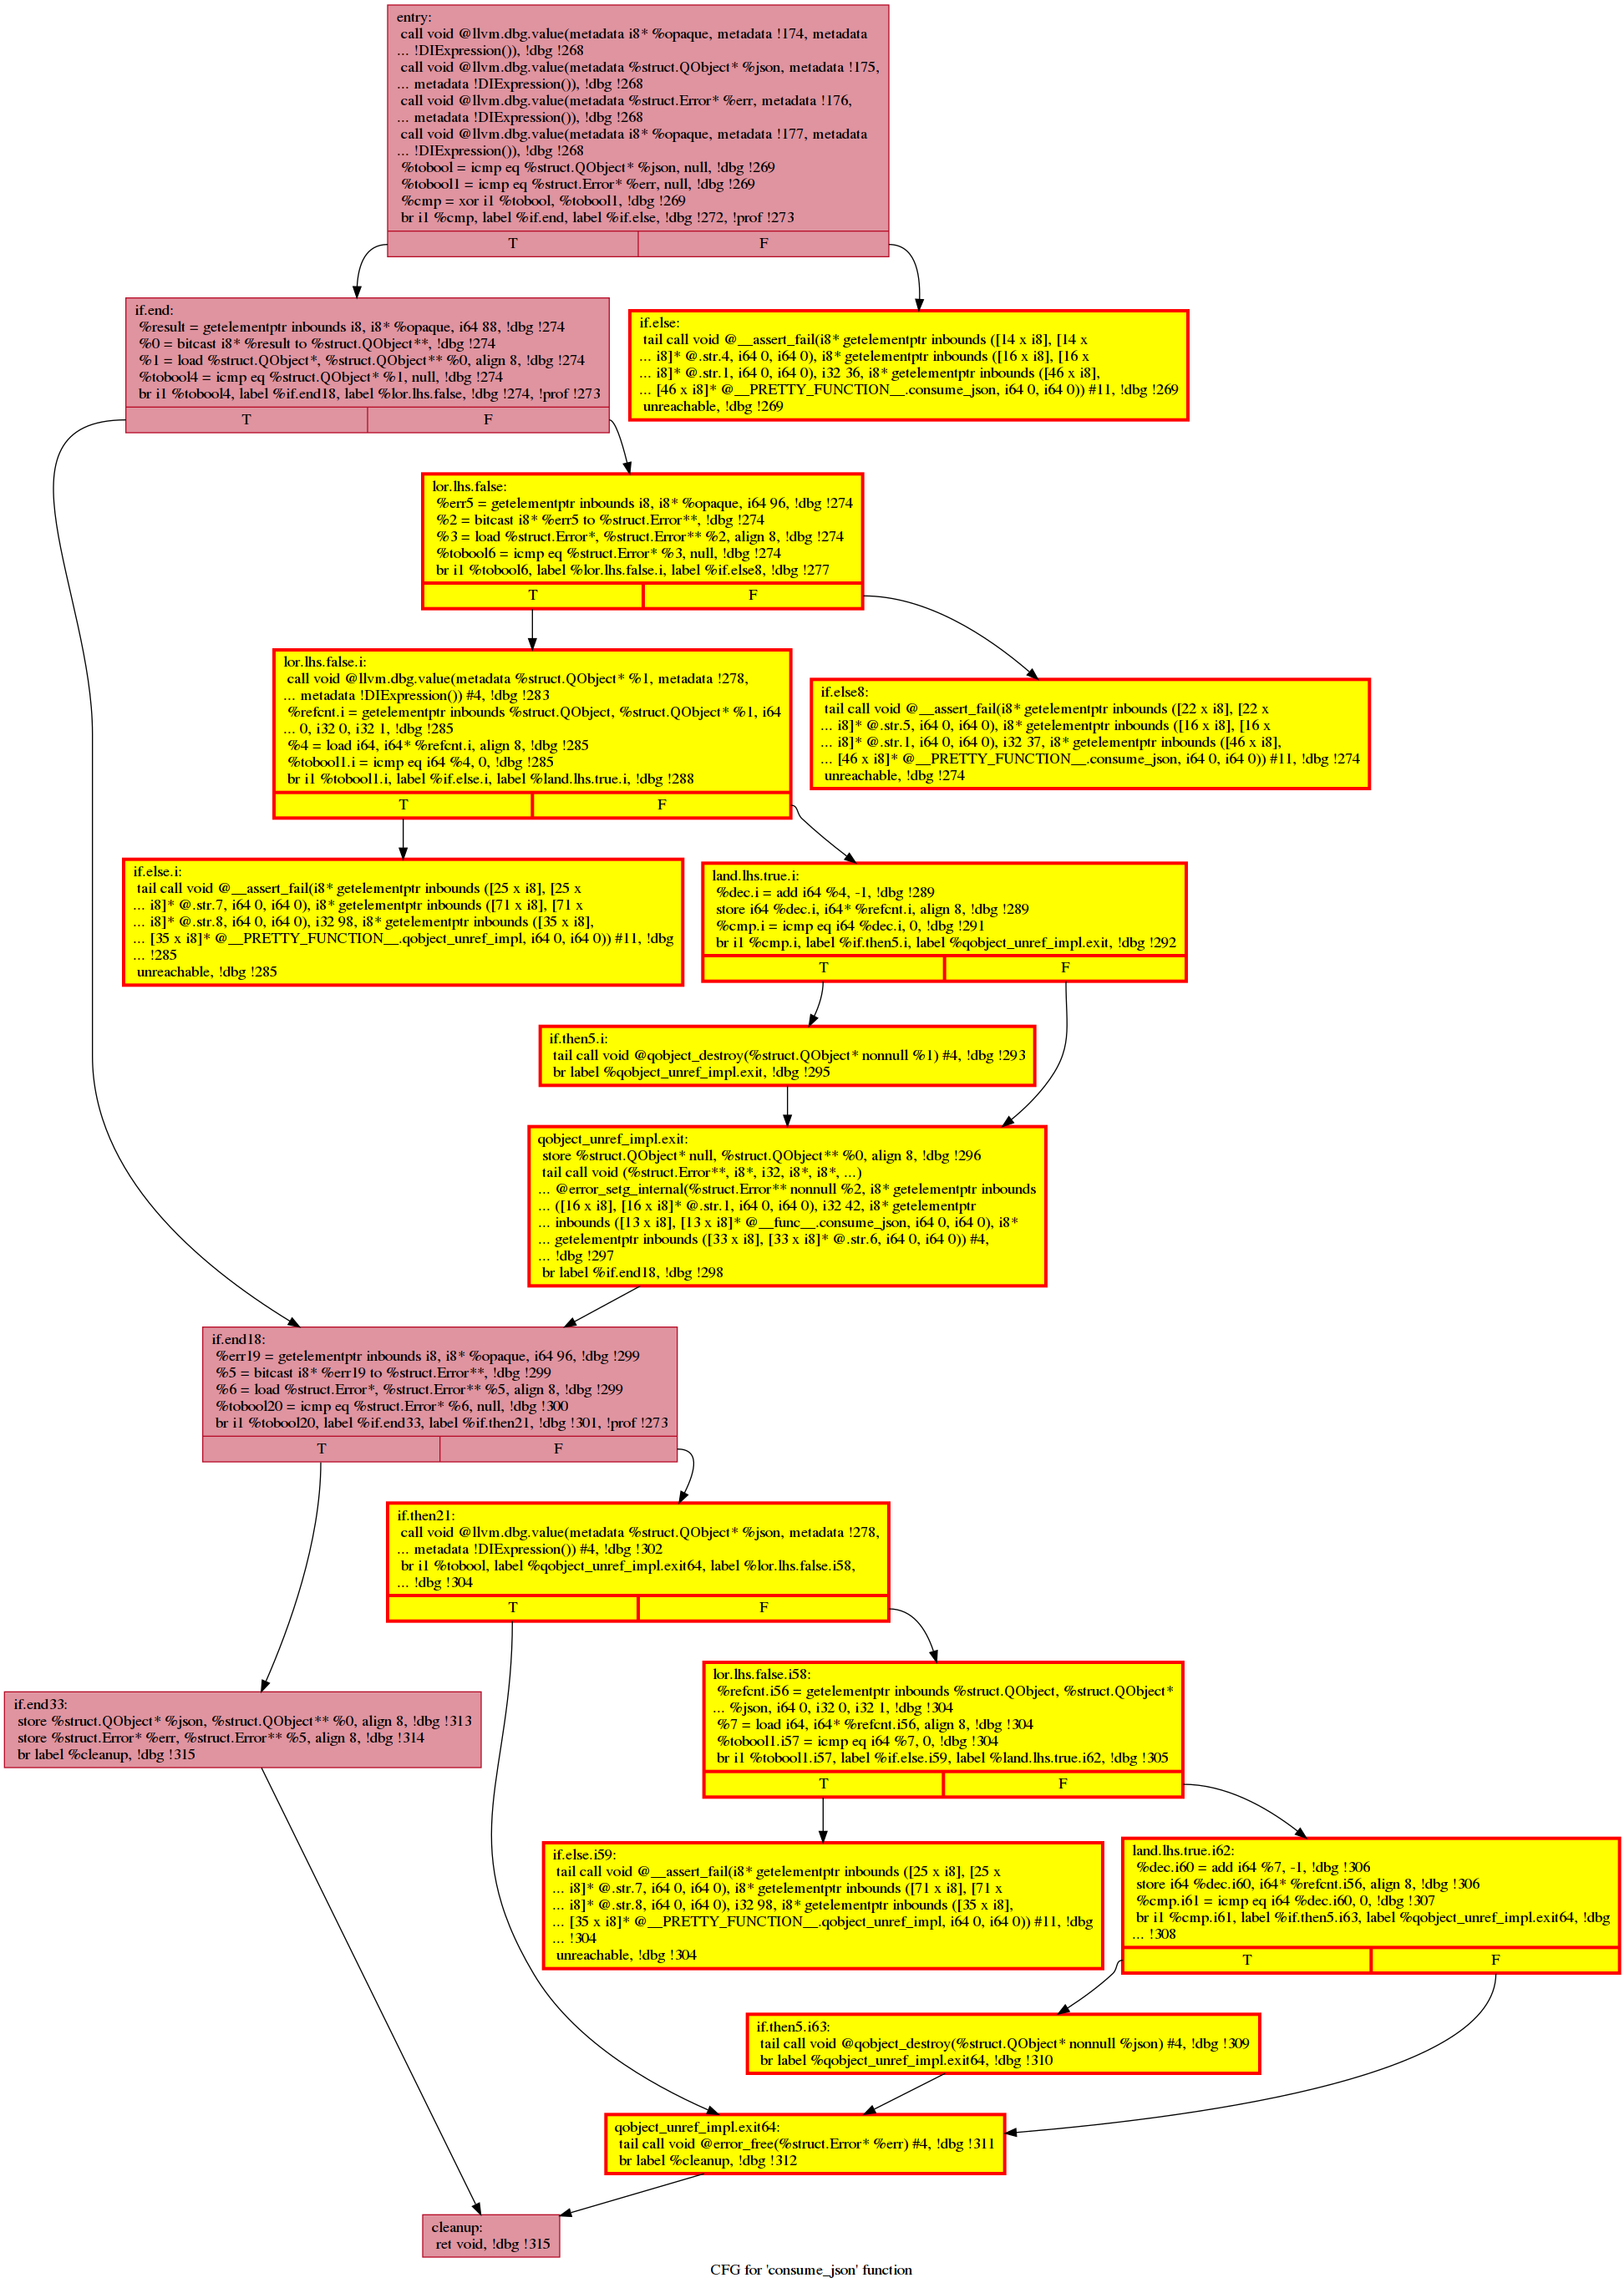 entry:
call void @llvm.dbg.value(metadata i8* %opaque, metadata !174, metadata
... !DIExpression()), !dbg !268
call void @llvm.dbg.value(metadata %struct.QObject* %json, metadata !175,
... metadata !DIExpression()), !dbg !268
call void @llvm.dbg.value(metadata %struct.Error* %err, metadata !176,
... metadata !DIExpression()), !dbg !268
call void @llvm.dbg.value(metadata i8* %opaque, metadata !177, metadata
... !DIExpression()), !dbg !268
%tobool = icmp eq %struct.QObject* %json, null, !dbg !269
%tobool1 = icmp eq %struct.Error* %err, null, !dbg !269
%cmp = xor i1 %tobool, %tobool1, !dbg !269
br i1 %cmp, label %if.end, label %if.else, !dbg !272, !prof !273
T F
if.end:
%result = getelementptr inbounds i8, i8* %opaque, i64 88, !dbg !274
%0 = bitcast i8* %result to %struct.QObject**, !dbg !274
%1 = load %struct.QObject*, %struct.QObject** %0, align 8, !dbg !274
%tobool4 = icmp eq %struct.QObject* %1, null, !dbg !274
br i1 %tobool4, label %if.end18, label %lor.lhs.false, !dbg !274, !prof !273
T F
if.else:
tail call void @__assert_fail(i8* getelementptr inbounds ([14 x i8], [14 x
... i8]* @.str.4, i64 0, i64 0), i8* getelementptr inbounds ([16 x i8], [16 x
... i8]* @.str.1, i64 0, i64 0), i32 36, i8* getelementptr inbounds ([46 x i8],
... [46 x i8]* @__PRETTY_FUNCTION__.consume_json, i64 0, i64 0)) #11, !dbg !269
unreachable, !dbg !269
lor.lhs.false:
%err5 = getelementptr inbounds i8, i8* %opaque, i64 96, !dbg !274
%2 = bitcast i8* %err5 to %struct.Error**, !dbg !274
%3 = load %struct.Error*, %struct.Error** %2, align 8, !dbg !274
%tobool6 = icmp eq %struct.Error* %3, null, !dbg !274
br i1 %tobool6, label %lor.lhs.false.i, label %if.else8, !dbg !277
T F
lor.lhs.false.i:
call void @llvm.dbg.value(metadata %struct.QObject* %1, metadata !278,
... metadata !DIExpression()) #4, !dbg !283
%refcnt.i = getelementptr inbounds %struct.QObject, %struct.QObject* %1, i64
... 0, i32 0, i32 1, !dbg !285
%4 = load i64, i64* %refcnt.i, align 8, !dbg !285
%tobool1.i = icmp eq i64 %4, 0, !dbg !285
br i1 %tobool1.i, label %if.else.i, label %land.lhs.true.i, !dbg !288
T F
if.else8:
tail call void @__assert_fail(i8* getelementptr inbounds ([22 x i8], [22 x
... i8]* @.str.5, i64 0, i64 0), i8* getelementptr inbounds ([16 x i8], [16 x
... i8]* @.str.1, i64 0, i64 0), i32 37, i8* getelementptr inbounds ([46 x i8],
... [46 x i8]* @__PRETTY_FUNCTION__.consume_json, i64 0, i64 0)) #11, !dbg !274
unreachable, !dbg !274
if.else.i:
tail call void @__assert_fail(i8* getelementptr inbounds ([25 x i8], [25 x
... i8]* @.str.7, i64 0, i64 0), i8* getelementptr inbounds ([71 x i8], [71 x
... i8]* @.str.8, i64 0, i64 0), i32 98, i8* getelementptr inbounds ([35 x i8],
... [35 x i8]* @__PRETTY_FUNCTION__.qobject_unref_impl, i64 0, i64 0)) #11, !dbg
... !285
unreachable, !dbg !285
land.lhs.true.i:
%dec.i = add i64 %4, -1, !dbg !289
store i64 %dec.i, i64* %refcnt.i, align 8, !dbg !289
%cmp.i = icmp eq i64 %dec.i, 0, !dbg !291
br i1 %cmp.i, label %if.then5.i, label %qobject_unref_impl.exit, !dbg !292
T F
if.then5.i:
tail call void @qobject_destroy(%struct.QObject* nonnull %1) #4, !dbg !293
br label %qobject_unref_impl.exit, !dbg !295
qobject_unref_impl.exit:
store %struct.QObject* null, %struct.QObject** %0, align 8, !dbg !296
tail call void (%struct.Error**, i8*, i32, i8*, i8*, ...)
... @error_setg_internal(%struct.Error** nonnull %2, i8* getelementptr inbounds
... ([16 x i8], [16 x i8]* @.str.1, i64 0, i64 0), i32 42, i8* getelementptr
... inbounds ([13 x i8], [13 x i8]* @__func__.consume_json, i64 0, i64 0), i8*
... getelementptr inbounds ([33 x i8], [33 x i8]* @.str.6, i64 0, i64 0)) #4,
... !dbg !297
br label %if.end18, !dbg !298
if.end18:
%err19 = getelementptr inbounds i8, i8* %opaque, i64 96, !dbg !299
%5 = bitcast i8* %err19 to %struct.Error**, !dbg !299
%6 = load %struct.Error*, %struct.Error** %5, align 8, !dbg !299
%tobool20 = icmp eq %struct.Error* %6, null, !dbg !300
br i1 %tobool20, label %if.end33, label %if.then21, !dbg !301, !prof !273
T F
if.then21:
call void @llvm.dbg.value(metadata %struct.QObject* %json, metadata !278,
... metadata !DIExpression()) #4, !dbg !302
br i1 %tobool, label %qobject_unref_impl.exit64, label %lor.lhs.false.i58,
... !dbg !304
T F
lor.lhs.false.i58:
%refcnt.i56 = getelementptr inbounds %struct.QObject, %struct.QObject*
... %json, i64 0, i32 0, i32 1, !dbg !304
%7 = load i64, i64* %refcnt.i56, align 8, !dbg !304
%tobool1.i57 = icmp eq i64 %7, 0, !dbg !304
br i1 %tobool1.i57, label %if.else.i59, label %land.lhs.true.i62, !dbg !305
T F
if.end33:
store %struct.QObject* %json, %struct.QObject** %0, align 8, !dbg !313
store %struct.Error* %err, %struct.Error** %5, align 8, !dbg !314
br label %cleanup, !dbg !315
if.else.i59:
tail call void @__assert_fail(i8* getelementptr inbounds ([25 x i8], [25 x
... i8]* @.str.7, i64 0, i64 0), i8* getelementptr inbounds ([71 x i8], [71 x
... i8]* @.str.8, i64 0, i64 0), i32 98, i8* getelementptr inbounds ([35 x i8],
... [35 x i8]* @__PRETTY_FUNCTION__.qobject_unref_impl, i64 0, i64 0)) #11, !dbg
... !304
unreachable, !dbg !304
land.lhs.true.i62:
%dec.i60 = add i64 %7, -1, !dbg !306
store i64 %dec.i60, i64* %refcnt.i56, align 8, !dbg !306
%cmp.i61 = icmp eq i64 %dec.i60, 0, !dbg !307
br i1 %cmp.i61, label %if.then5.i63, label %qobject_unref_impl.exit64, !dbg
... !308
T F
if.then5.i63:
tail call void @qobject_destroy(%struct.QObject* nonnull %json) #4, !dbg !309
br label %qobject_unref_impl.exit64, !dbg !310
qobject_unref_impl.exit64:
tail call void @error_free(%struct.Error* %err) #4, !dbg !311
br label %cleanup, !dbg !312
cleanup:
ret void, !dbg !315
CFG for 'consume_json' function